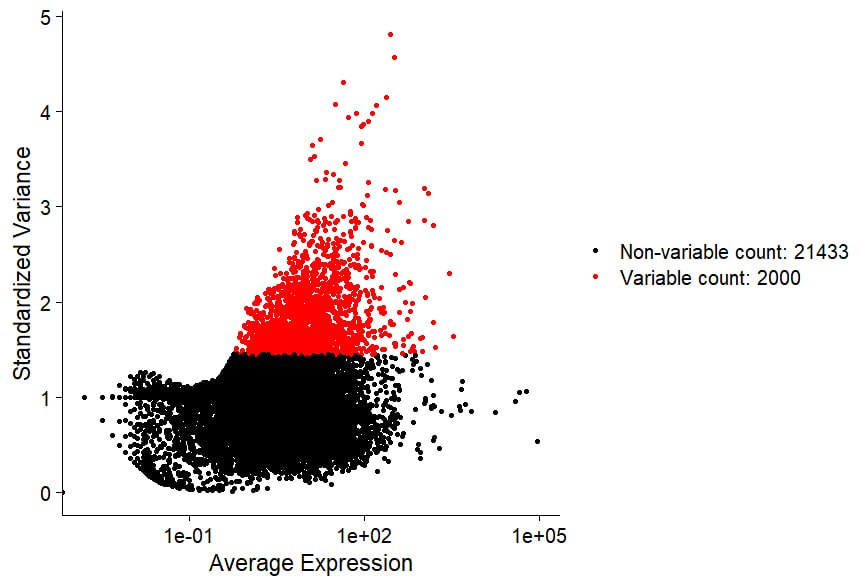 5
4
3
2
1
0
Standardized Variance
1e-01
1e+02
1e+05
Average Expression
Non-variable count: 21433
Variable count: 2000